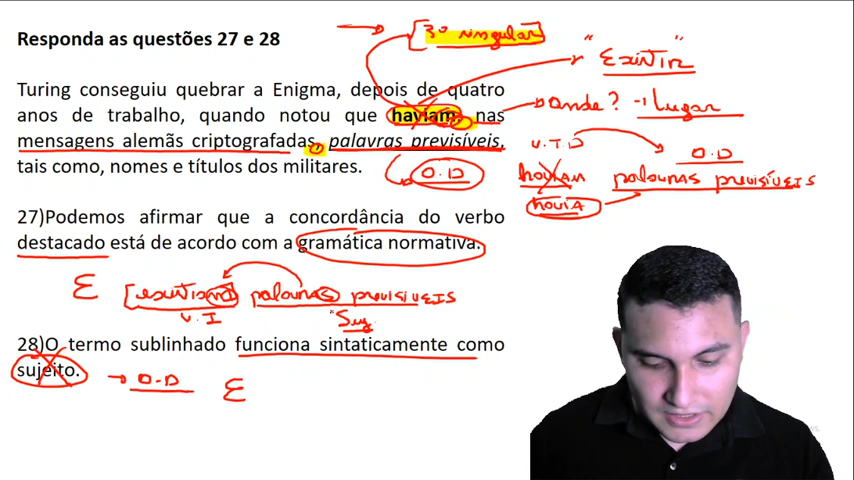 [3ª singular]
Responda as questões 27 e 28
"Existir"
Turing conseguiu quebrar a Enigma, depois de quatro
anos de trabalho, quando notou que haviam, nas
→ Onde? → Lugar
mensagens alemãs criptografadas, palavras previsíveis,
V.T.D
O.D
tais como, nomes e títulos dos militares.
O.D
haviam palavras previsíveis
havia
27)Podemos afirmar que a concordância do verbo
destacado está de acordo com a gramática normativa.
E [existiam palavras previsíveis
V.I
"Suj
28)O termo sublinhado funciona sintaticamente como
sujeito.
→ O.D E